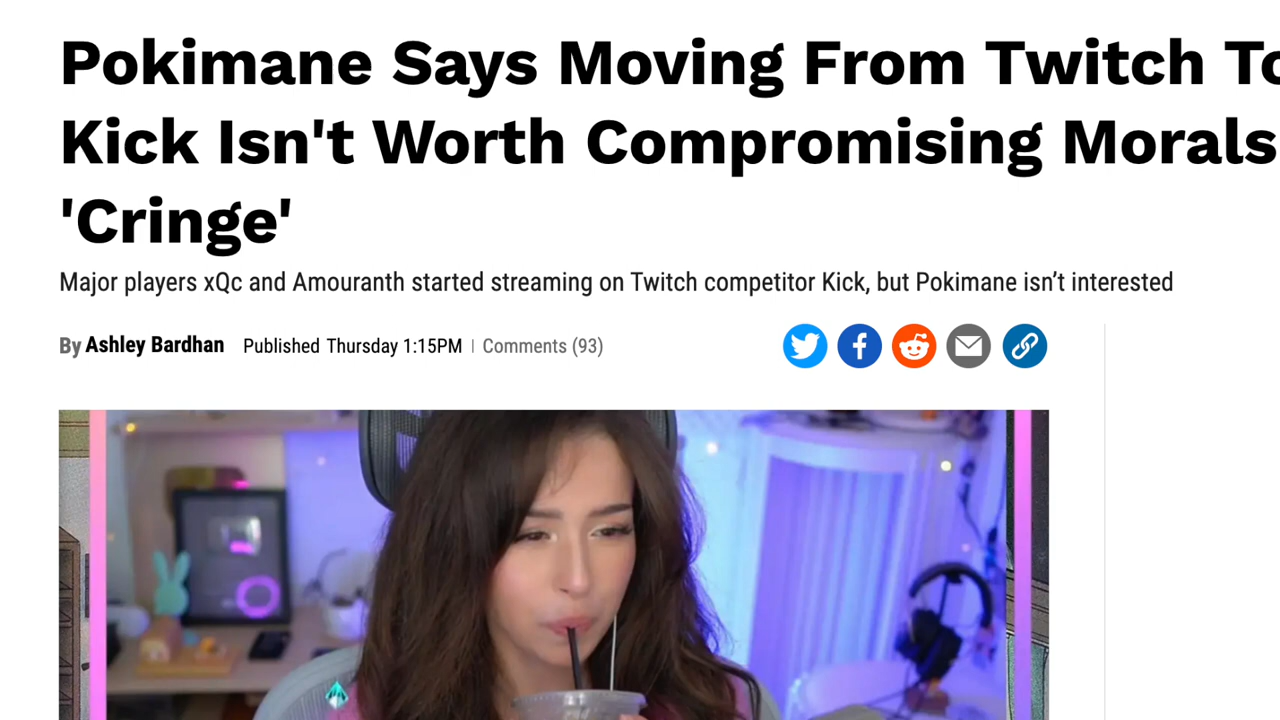 Pokimane Says Moving From Twitch To
Kick Isn't Worth Compromising Morals
'Cringe'
Major players xQc and Amouranth started streaming on Twitch competitor Kick, but Pokimane isn’t interested
By Ashley Bardhan Published Thursday 1:15PM | Comments (93)